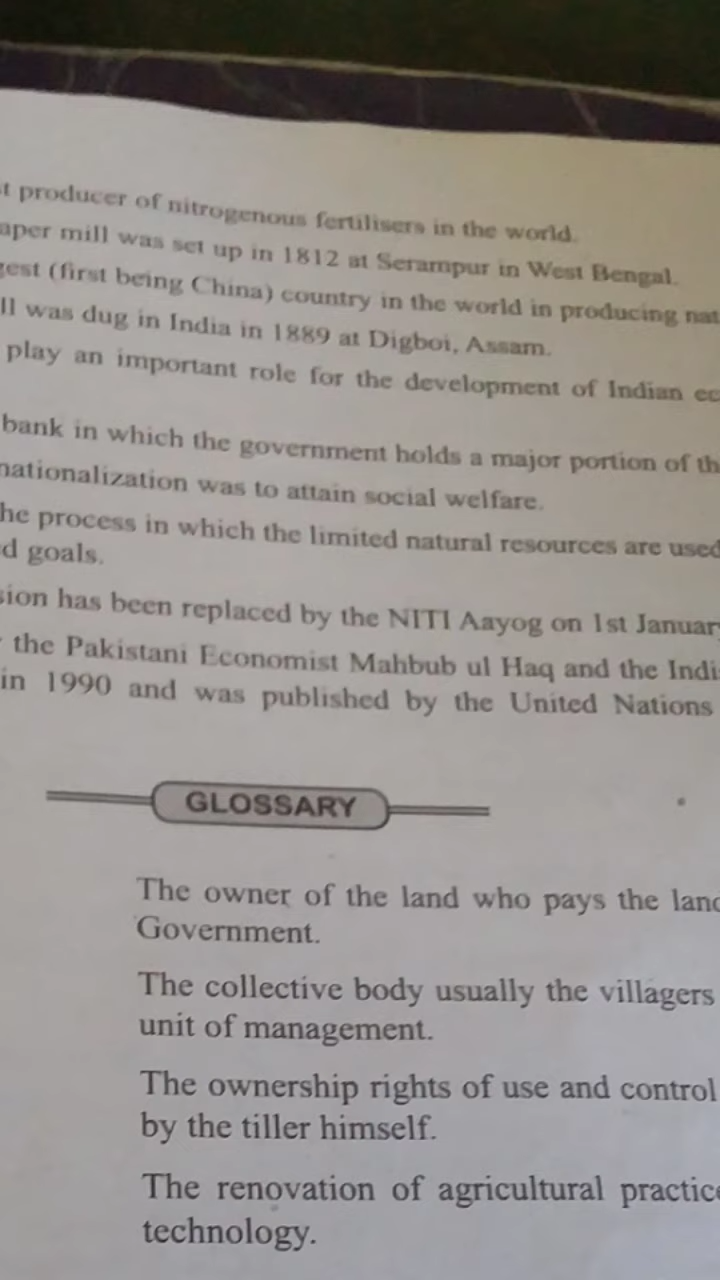 producer of nitrogenous fertilisers in the world.
mill was set up in 1812 at Serampur in West Bengal.
(first being China) country in the world in producing
was dug in India in 1889 at Digboi, Assam.
play an important role for the development of Indian
bank in which the government holds a major portion of
nationalization was to attain social welfare.
process in which the limited natural resources are used
goals.
has been replaced by the NITI Aayog on 1st
the Pakistani Economist Mahbub ul Haq and the
in 1990 and was published by the United Nations
GLOSSARY
The owner of the land who pays the
Government.
The collective body usually the villagers
unit of management.
The ownership rights of use and control
by the tiller himself.
The renovation of agricultural
technology.